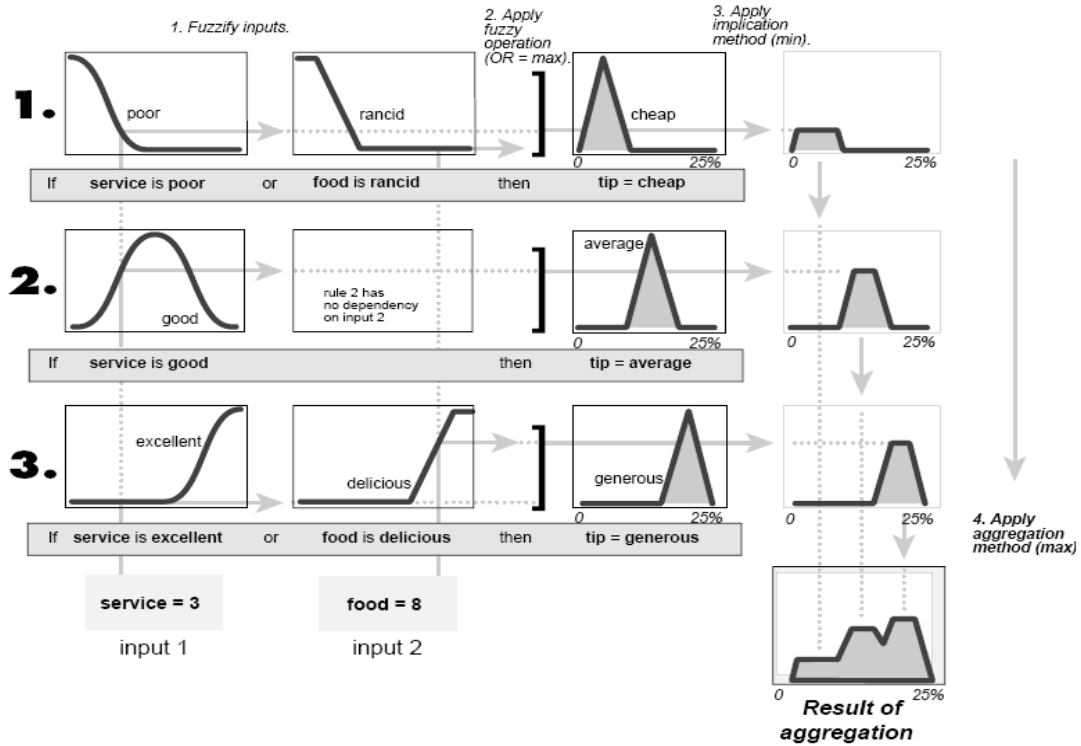 1. Fuzzify inputs.
2. Apply
fuzzy
operation
(OR = max).
3. Apply
implication
method (min).
1.
poor
rancid
cheap
0
25%
0
25%
If service is poor or food is rancid then tip = cheap
2.
good
rule 2 has
no dependency
on input 2
average
0
25%
0
25%
If service is good then tip = average
3.
excellent
delicious
generous
0
25%
0
25%
If service is excellent or food is delicious then tip = generous
4. Apply
aggregation
method (max)
service = 3
food = 8
input 1
input 2
0
25%
Result of
aggregation